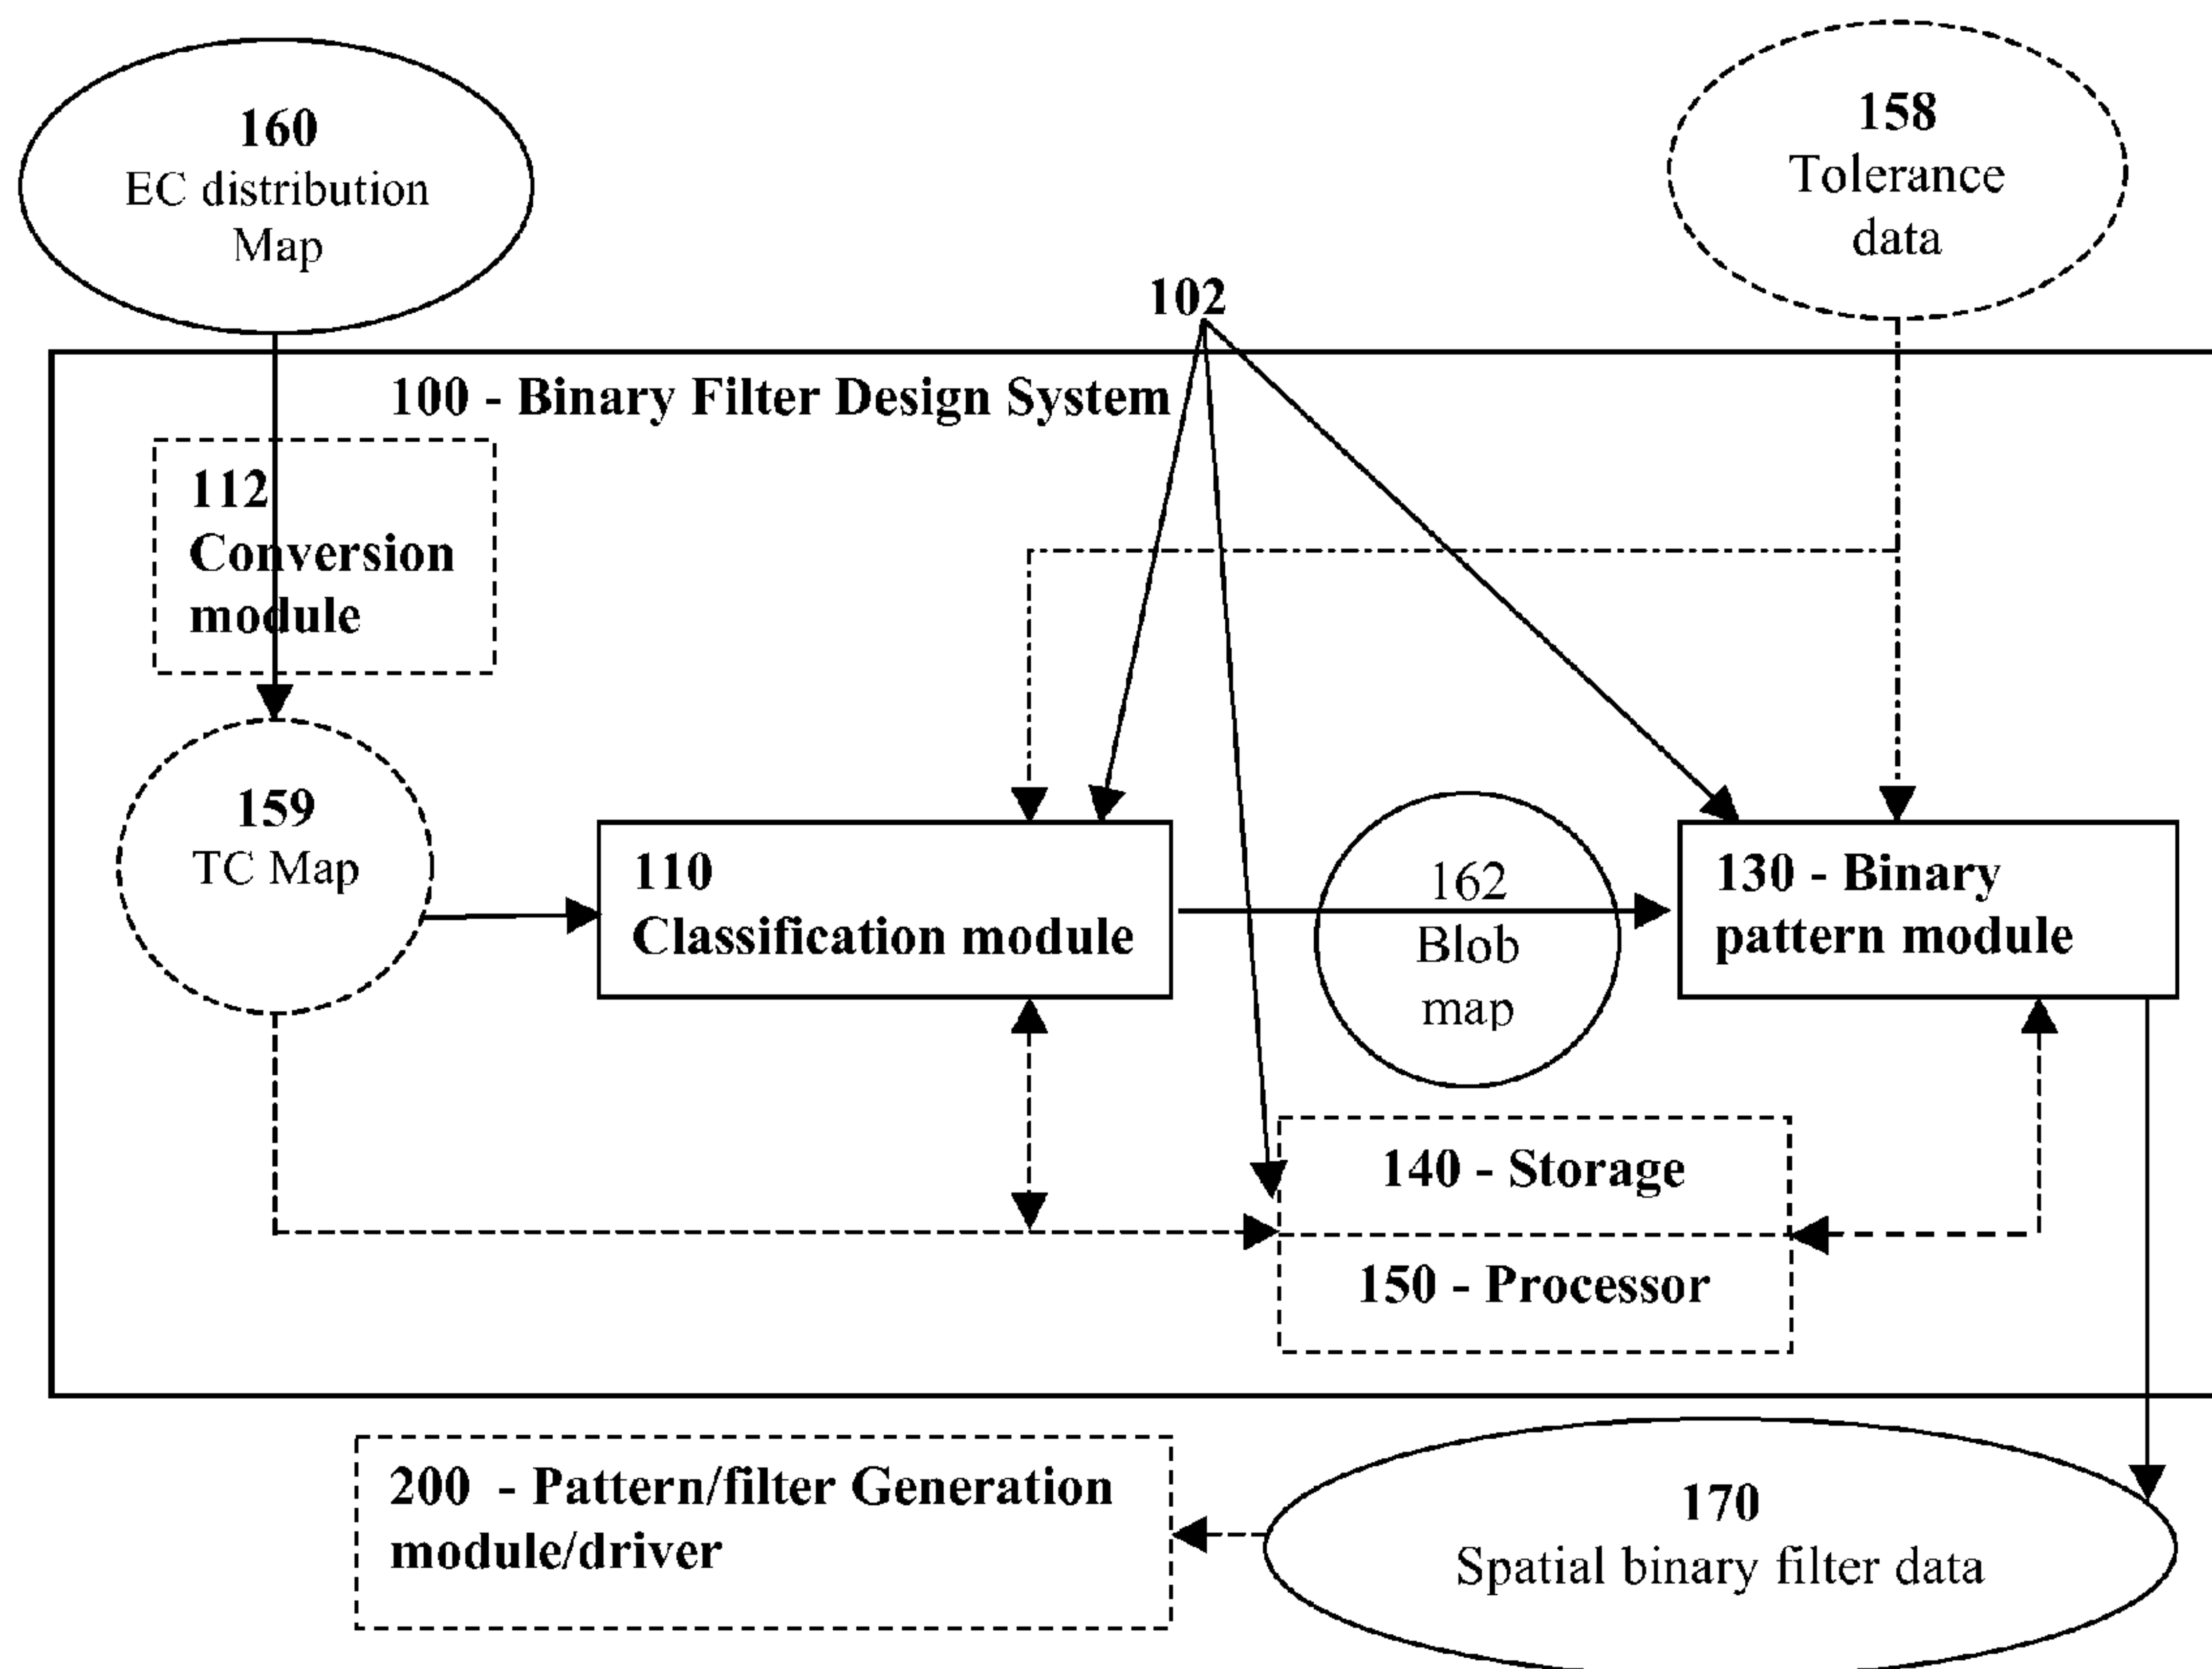 160
EC distribution
Map
158
Tolerance
data
102
100 - Binary Filter Design System
112
Conversion
module
159
TC Map
110
Classification module
162
Blob
map
130 - Binary
pattern module
140 - Storage
150 - Processor
200 - Pattern/filter Generation
module/driver
170
Spatial binary filter data